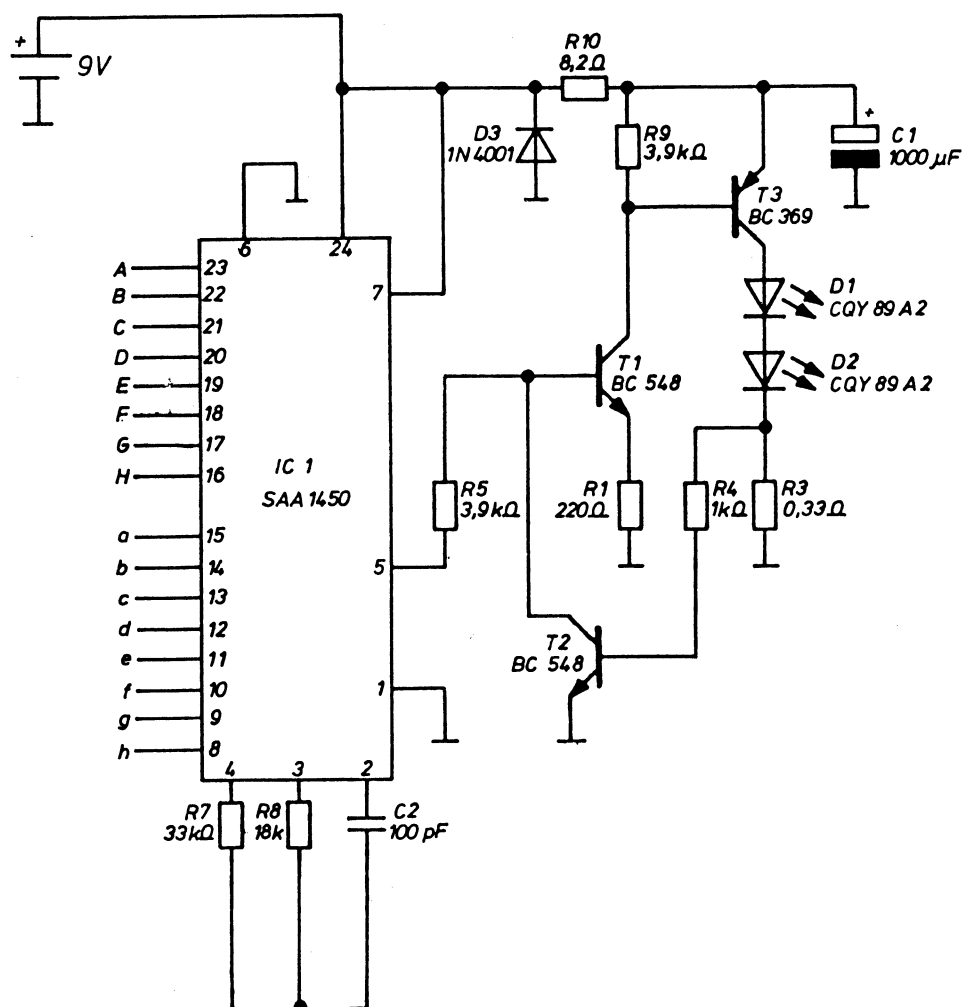 +
9V
R10
8,2Ω
D3
1N4001
R9
3,9kΩ
+
C1
1000 µF
T3
BC 369
6
24
A 23
B 22
7
C 21
D 20
E 19
F 18
G 17
H 16
IC 1
SAA 1450
D1
CQY 89 A2
D2
CQY 89 A2
T1
BC 548
R5
3,9kΩ
R1
220Ω
R4
1kΩ
R3
0,33Ω
a 15
b 14
5
c 13
d 12
e 11
f 10
1
g 9
h 8
T2
BC 548
4
3
2
R7
33kΩ
R8
18k
C2
100 pF